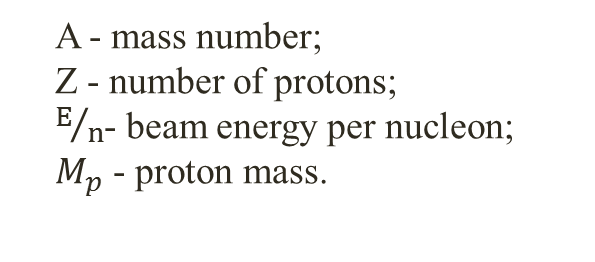 A - mass number;
Z - number of protons;
E/n- beam energy per nucleon;
Mp - proton mass.